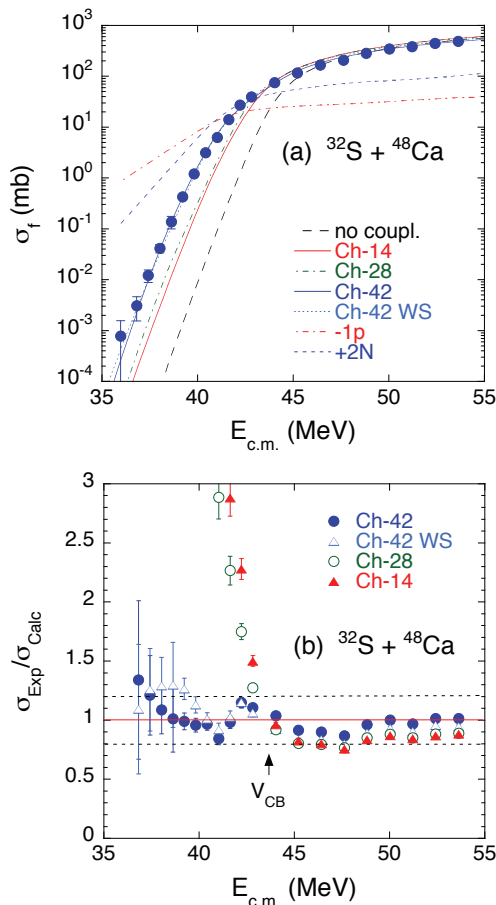 10³
10²
10¹
10⁰
10⁻¹
10⁻²
10⁻³
10⁻⁴
σf (mb)
(a) ³²S + ⁴⁸Ca
no coupl.
Ch-14
Ch-28
Ch-42
Ch-42 WS
-1p
+2N
35 40 45 50 55
E c.m. (MeV)
3
2.5
2
1.5
1
0.5
0
σExp/σCalc
Ch-42
Ch-42 WS
Ch-28
Ch-14
(b) ³²S + ⁴⁸Ca
VCB
35 40 45 50 55
E c.m. (MeV)